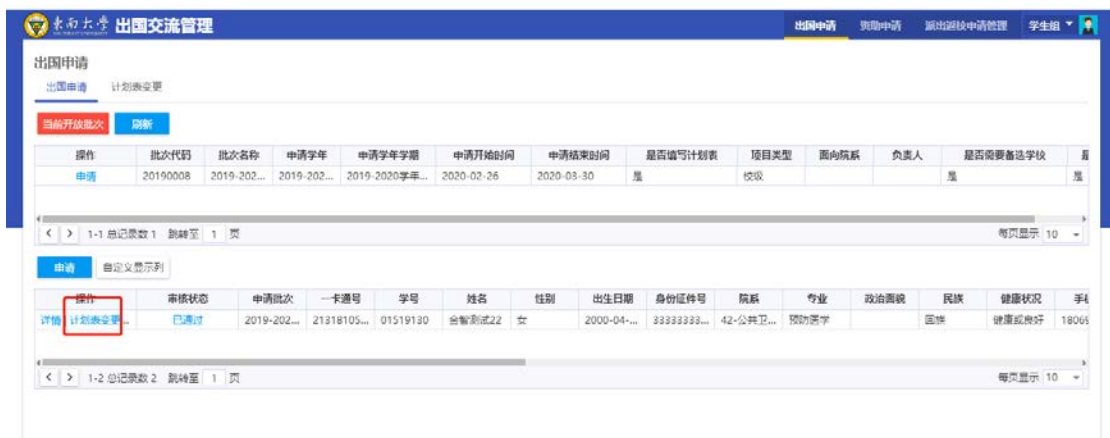 東南大學 出国交流管理 出国申请 资助申请 派出返校申请管理 学生组
出国申请
出国申请 计划表变更
当前开放批次 刷新
操作 批次代码 批次名称 申请学年 申请学年学期 申请开始时间 申请结束时间 是否填写计划表 项目类型 面向院系 负责人 是否需要备选学校 是
申请 20190008 2019-202... 2019-202... 2019-2020学年... 2020-02-26 2020-03-30 是 校级 是 是
1-1 总记录数 1 跳转至 1 页 每页显示 10
申请 自定义显示列
操作 审核状态 申请批次 一卡通号 学号 姓名 性别 出生日期 身份证件号 院系 专业 政治面貌 民族 健康状况 手机
详情 计划表变更... 已通过 2019-202... 21318105... 01519130 金智测试22 女 2000-04-... 33333333... 42-公共卫... 预防医学 回族 健康或良好 18069
1-2 总记录数 2 跳转至 1 页 每页显示 10